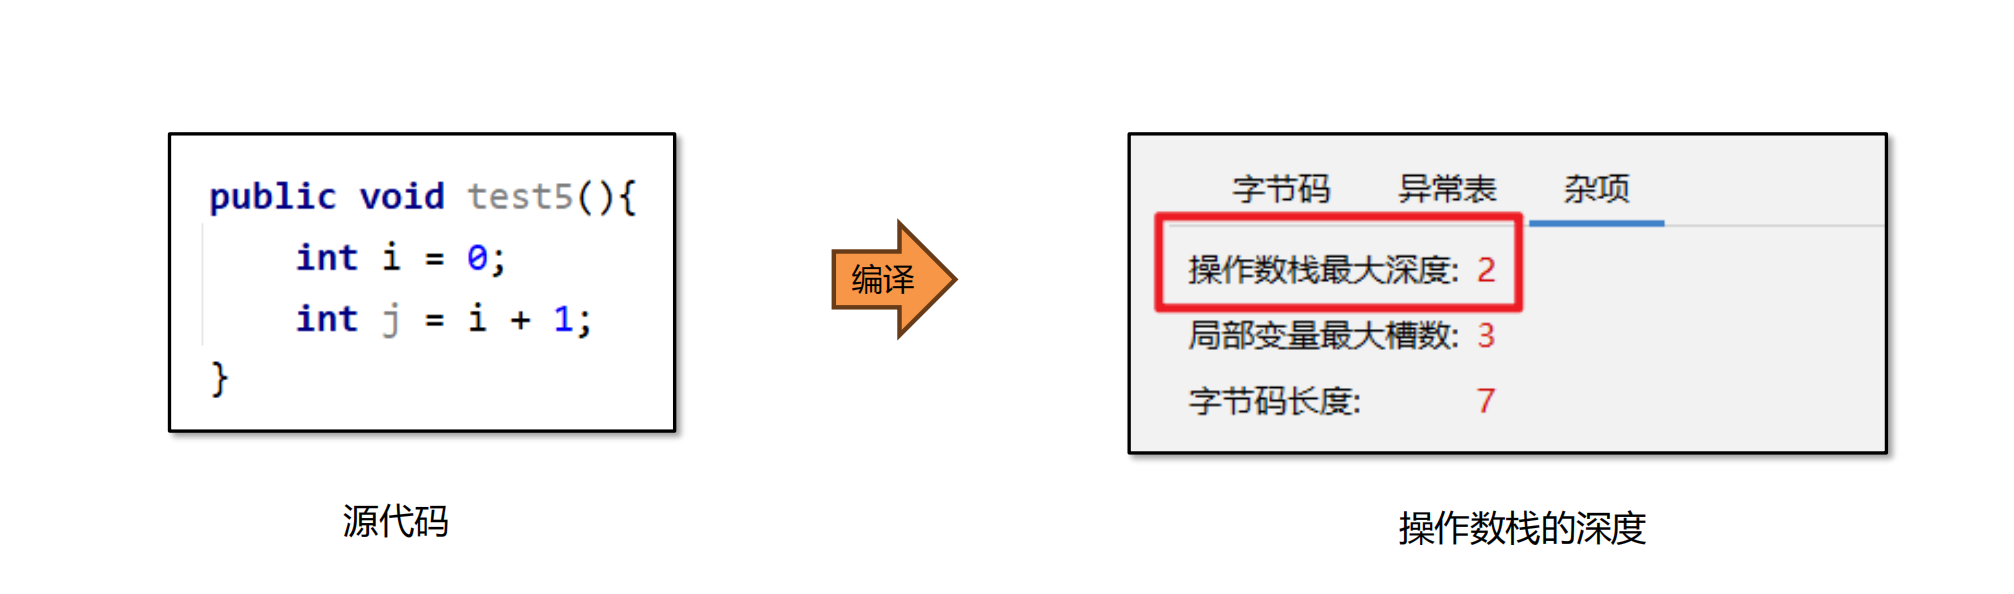 public void test5(){
int i = 0;
int j = i + 1;
}
源代码
编译
字节码 异常表 杂项
操作数栈最大深度: 2
局部变量最大槽数: 3
字节码长度: 7
操作数栈的深度